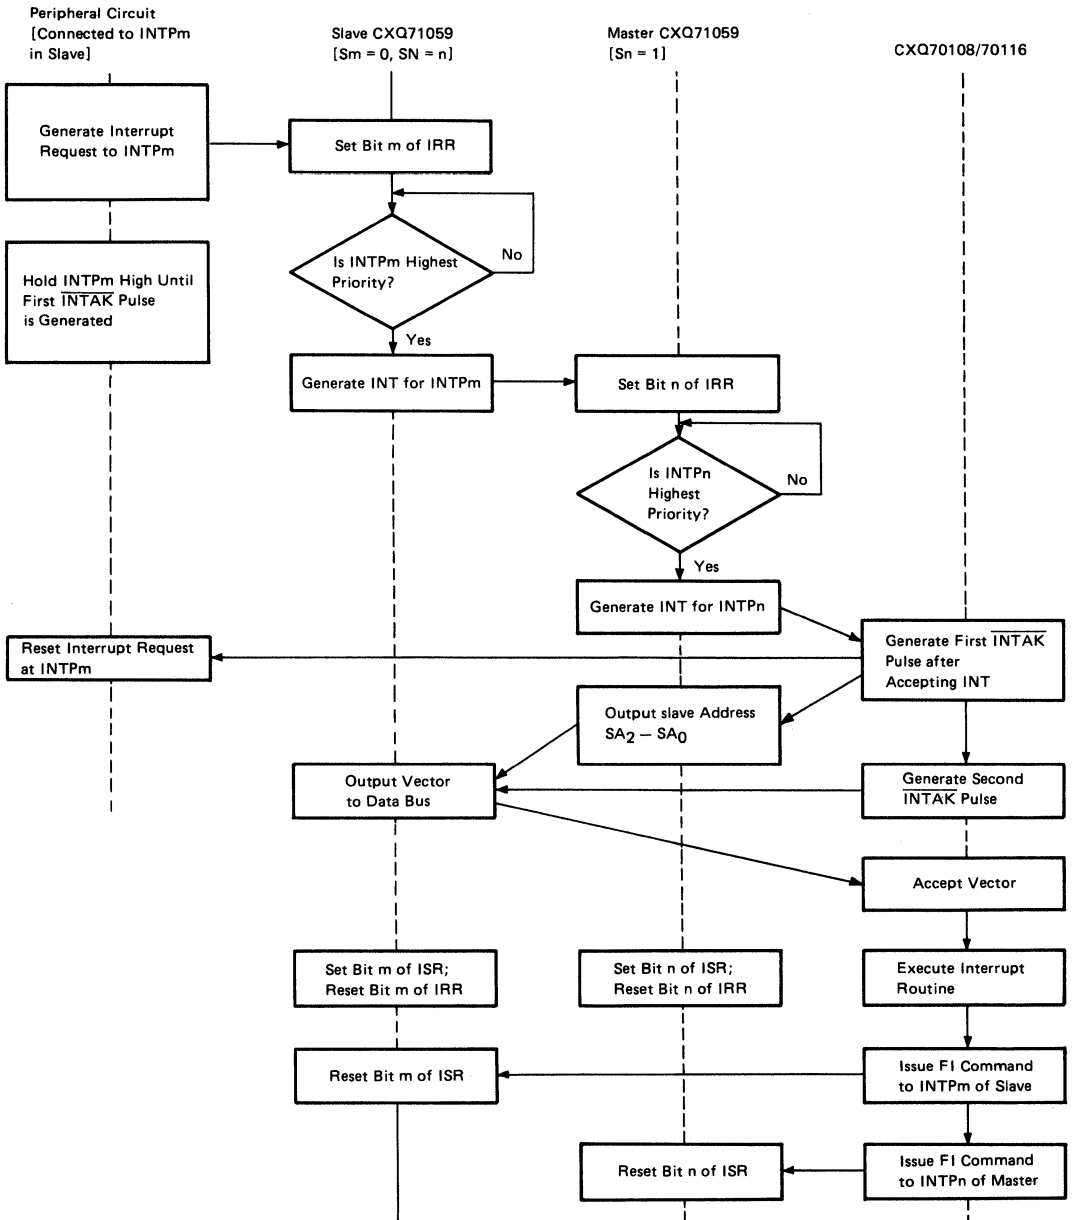 Peripheral Circuit
[Connected to INTPm
in Slave]
Slave CXQ71059
[Sm = 0, SN = n]
Master CXQ71059
[Sn = 1]
CXQ70108/70116
Generate Interrupt
Request to INTPm
Set Bit m of IRR
Is INTPm Highest
Priority?
No
Yes
Hold INTPm High Until
First INTAK Pulse
is Generated
Generate INT for INTPm
Set Bit n of IRR
Is INTPn
Highest
Priority?
No
Yes
Generate INT for INTPn
Generate First INTAK
Pulse after
Accepting INT
Reset Interrupt Request
at INTPm
Output slave Address
SA2 – SA0
Output Vector
to Data Bus
Generate Second
INTAK Pulse
Accept Vector
Set Bit m of ISR;
Reset Bit m of IRR
Set Bit n of ISR;
Reset Bit n of IRR
Execute Interrupt
Routine
Reset Bit m of ISR
Issue FI Command
to INTPm of Slave
Reset Bit n of ISR
Issue FI Command
to INTPn of Master